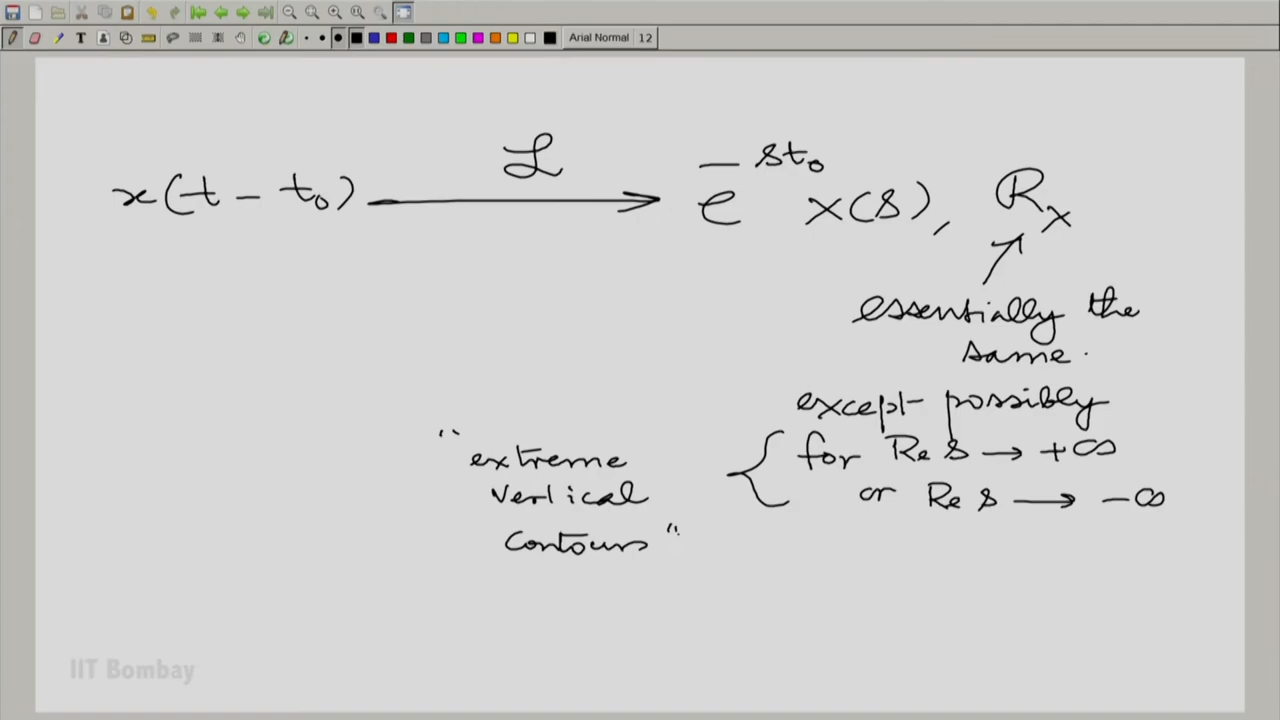 Arial Normal 12
x(t - t₀) ⟶ ℒ e^{-st₀} X(s), R_X
essentially the
same.
except possibly
for Re s → +∞
or Re s → -∞
"extreme
vertical
contours"
IIT Bombay